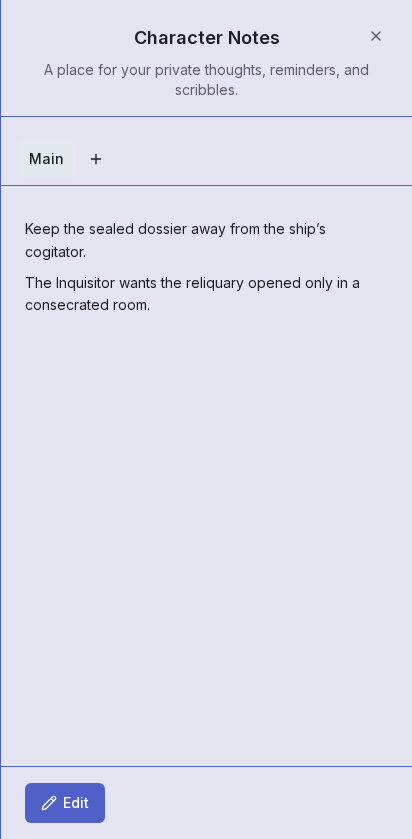 Character Notes
A place for your private thoughts, reminders, and
scribbles.
Main
Keep the sealed dossier away from the ship’s
cogitator.
The Inquisitor wants the reliquary opened only in a
consecrated room.
Edit